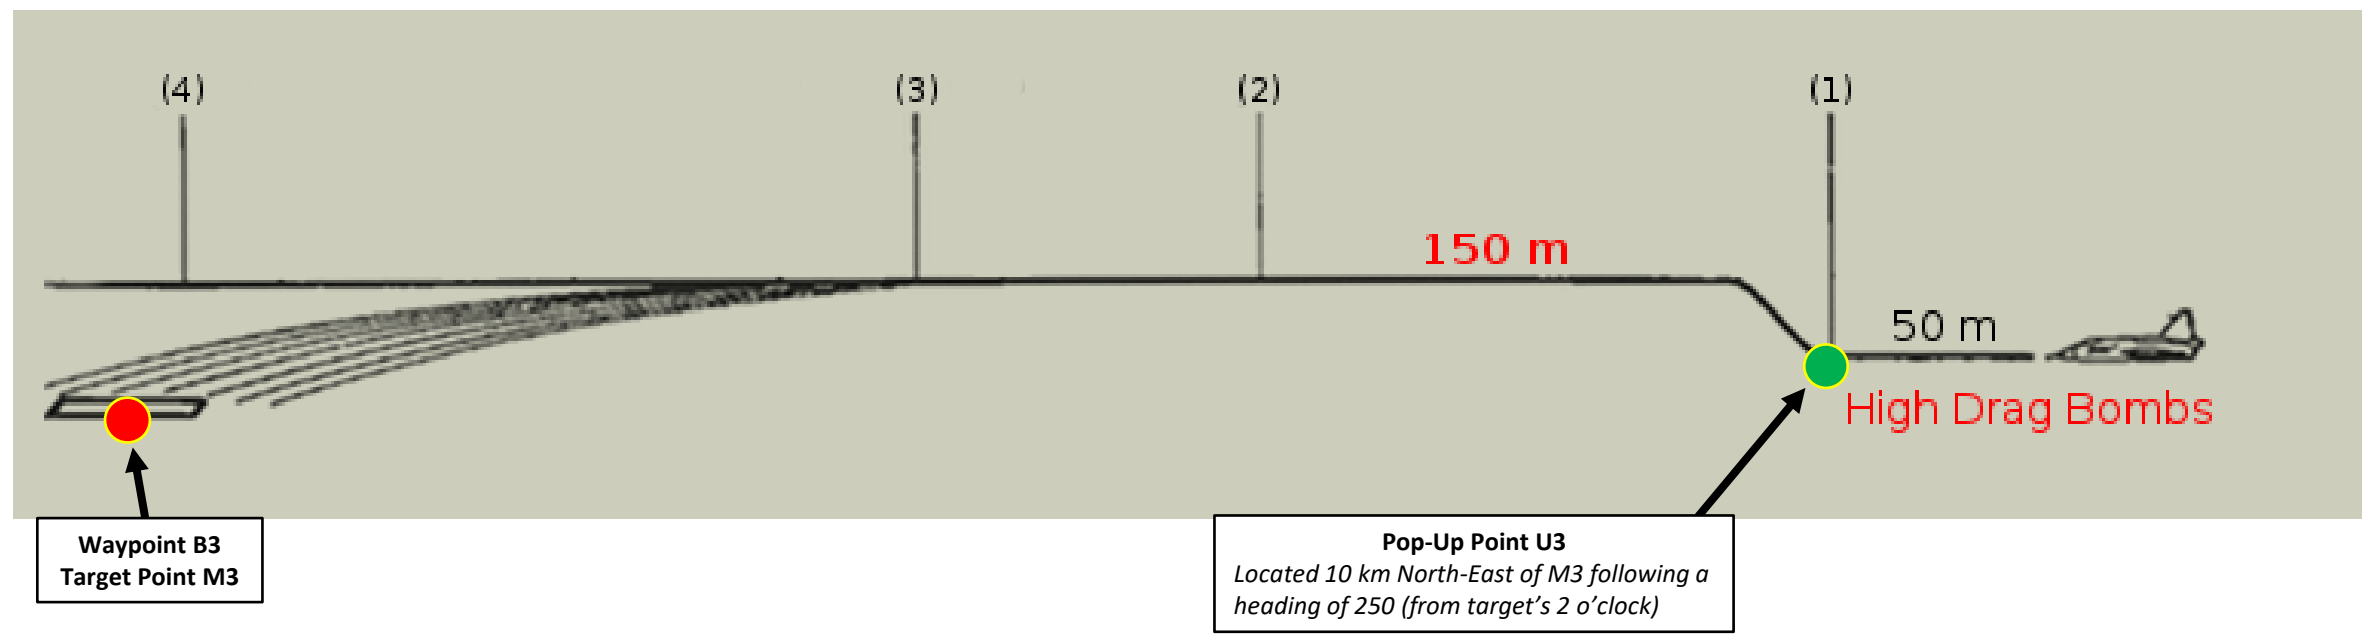 (4)
(3)
(2)
(1)
150 m
50 m
High Drag Bombs
Waypoint B3
Target Point M3
Pop-Up Point U3
Located 10 km North-East of M3 following a
heading of 250 (from target’s 2 o’clock)